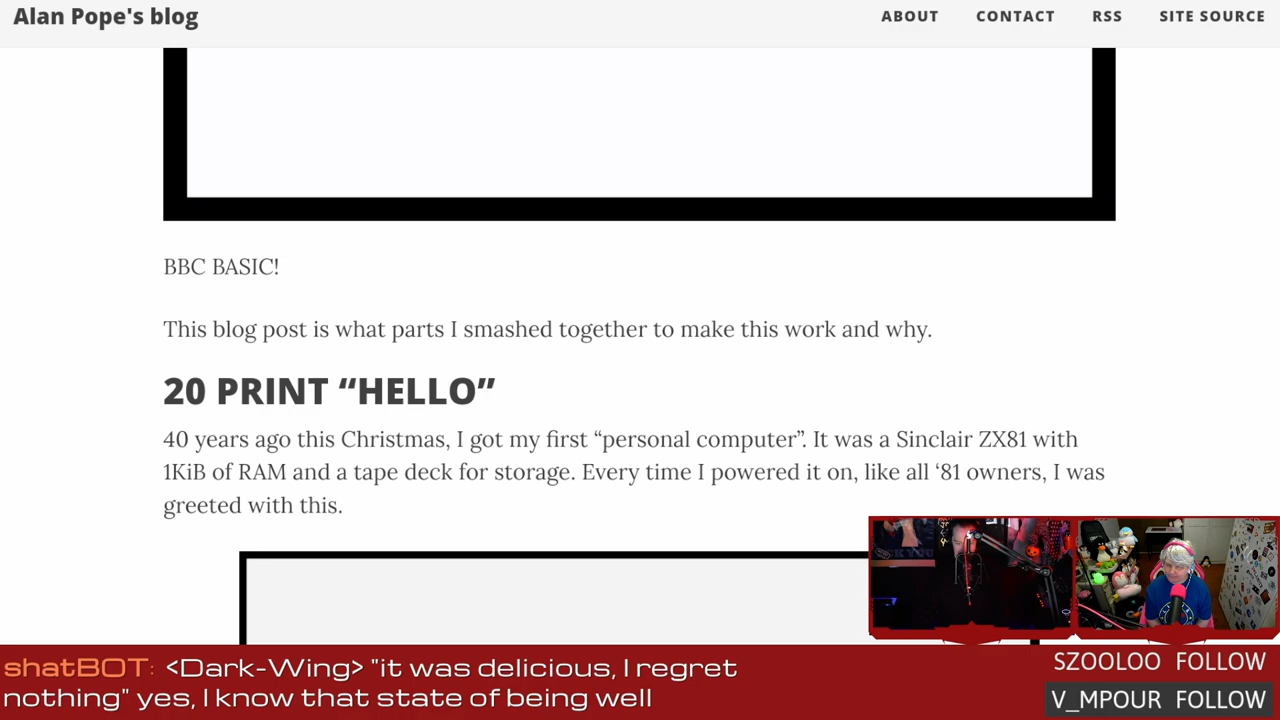 Alan Pope's blog
ABOUT CONTACT RSS SITE SOURCE
BBC BASIC!
This blog post is what parts I smashed together to make this work and why.
20 PRINT “HELLO”
40 years ago this Christmas, I got my first “personal computer”. It was a Sinclair ZX81 with
1KiB of RAM and a tape deck for storage. Every time I powered it on, like all ‘81 owners, I was
greeted with this.
shatBOT: <Dark-Wing> "it was delicious, I regret
nothing" yes, I know that state of being well
SZOOLOO FOLLOW
V_MPOUR FOLLOW